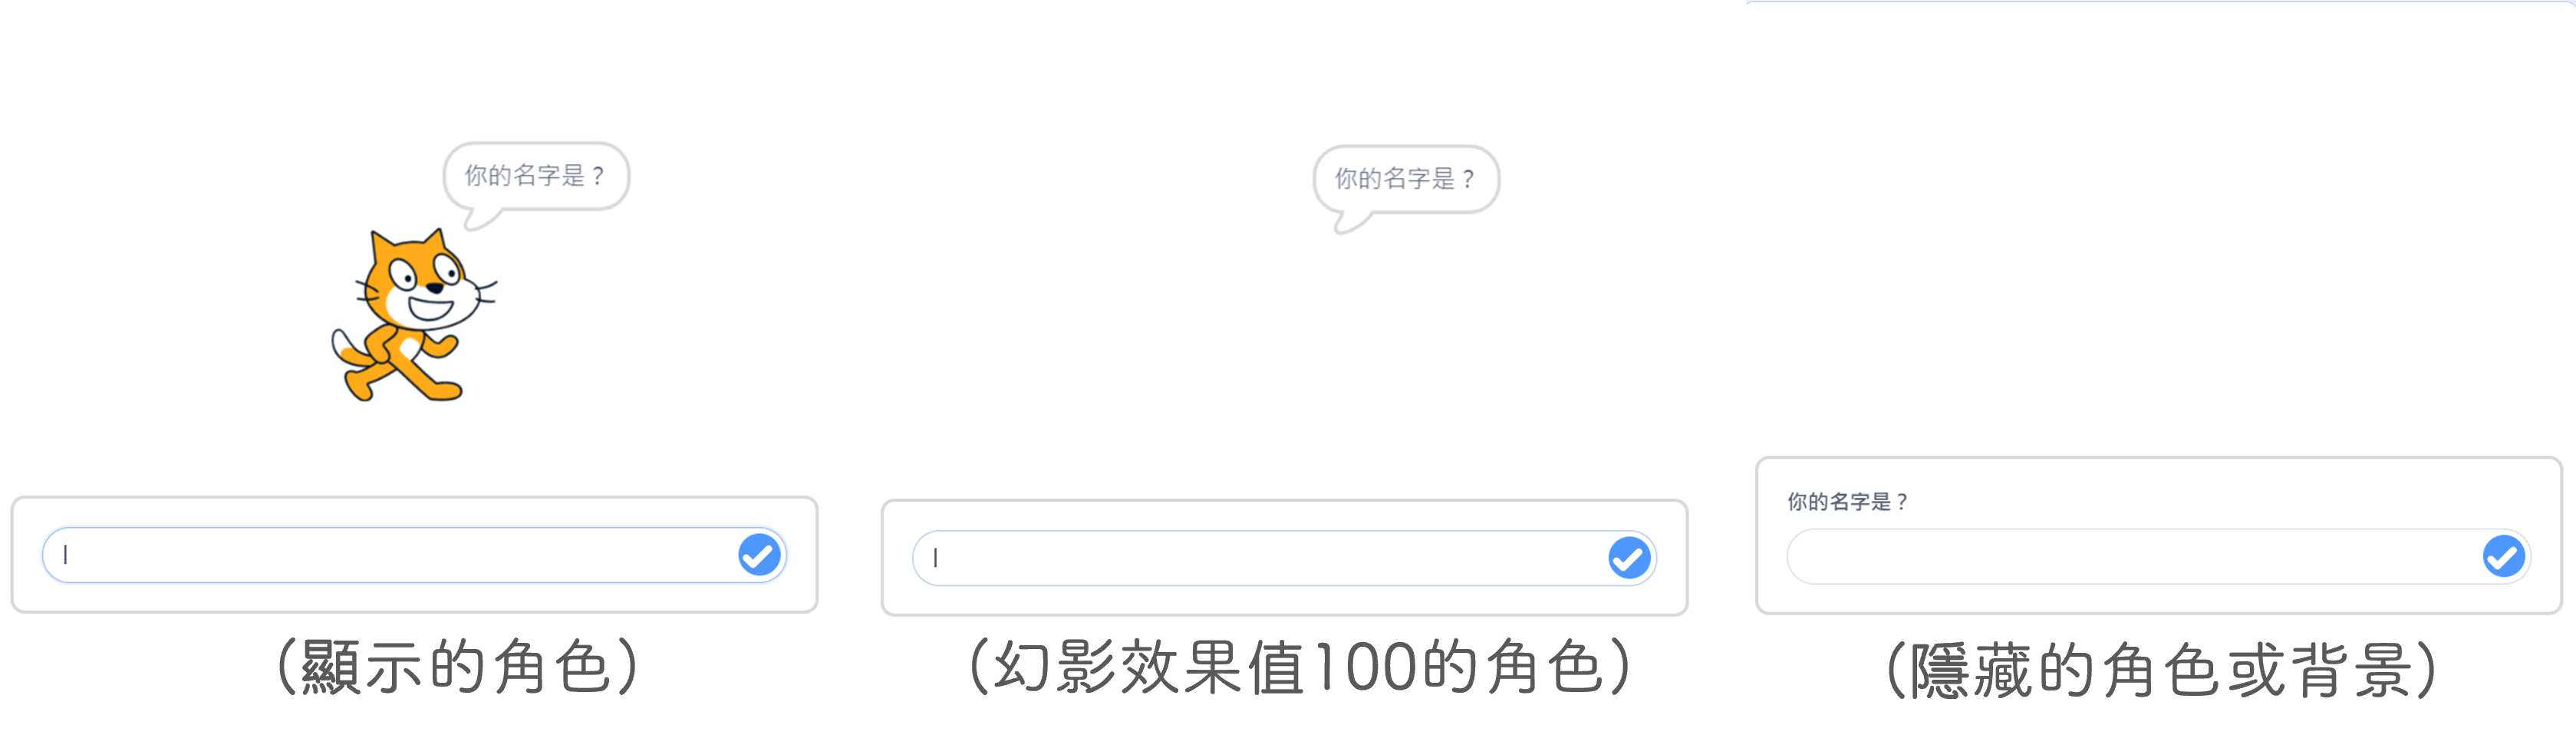 你的名字是？
（顯示的角色）
你的名字是？
（幻影效果值100的角色）
你的名字是？
（隱藏的角色或背景）